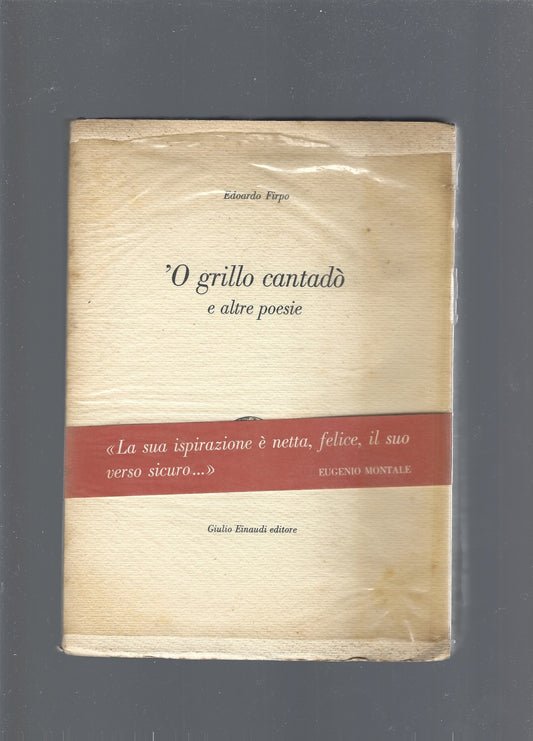 Edoardo Firpo
'O grillo cantadò
e altre poesie
«La sua ispirazione è netta, felice, il suo
verso sicuro...»
EUGENIO MONTALE
Giulio Einaudi editore